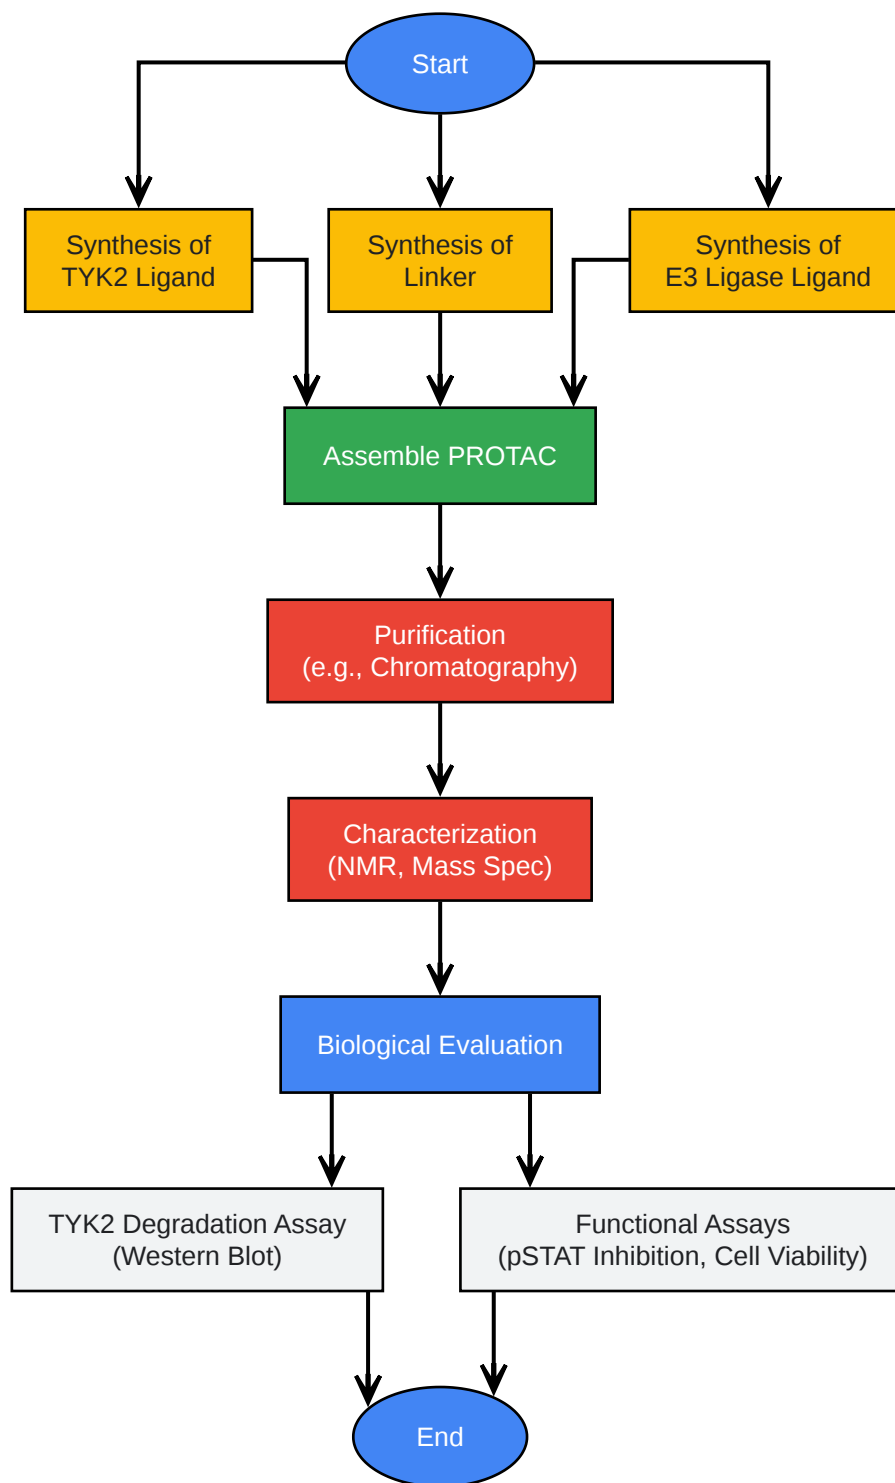 Start
Synthesis of
TYK2 Ligand
Synthesis of
Linker
Synthesis of
E3 Ligase Ligand
Assemble PROTAC
Purification
(e.g., Chromatography)
Characterization
(NMR, Mass Spec)
Biological Evaluation
TYK2 Degradation Assay
(Western Blot)
Functional Assays
(pSTAT Inhibition, Cell Viability)
End